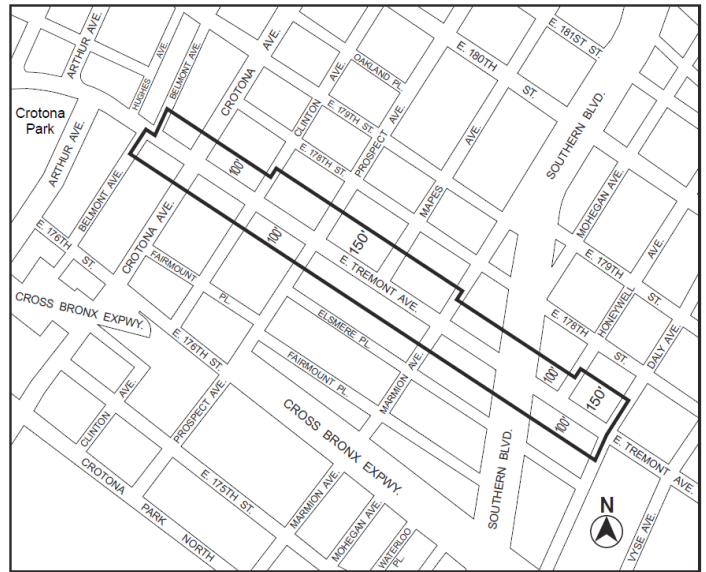 ARTHUR AVE.
HUGHES AVE.
BELMONT AVE.
CROTONA AVE.
OAKLAND PL.
E. 180TH ST.
E. 181ST ST.
Crotona
Park
ARTHUR AVE.
CLINTON AVE.
E. 179TH ST.
PROSPECT AVE.
SOUTHERN BLVD.
E. 178TH ST.
100'
MAPES AVE.
MOHEGAN AVE.
BELMONT AVE.
CROTONA AVE.
100'
150'
E. 176TH ST.
FAIRMOUNT PL.
E. TREMONT AVE.
E. 179TH ST.
HONEYWELL AVE.
CROSS BRONX EXPWY.
ELSMERE PL.
E. 178TH ST.
DALY AVE.
E. 176TH ST.
FAIRMOUNT PL.
MARMION AVE.
100'
150'
100'
CLINTON AVE.
PROSPECT AVE.
CROSS BRONX EXPWY.
SOUTHERN BLVD.
E. TREMONT AVE.
CROTONA PARK NORTH
E. 175TH ST.
MARMION AVE.
MOHEGAN AVE.
WATERLOO PL.
N
VYSE AVE.